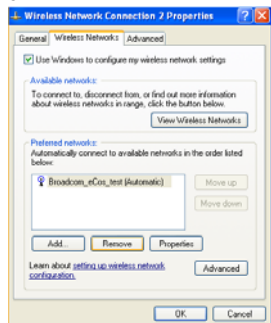 Wireless Network Connection 2 Properties
General Wireless Networks Advanced
Use Windows to configure my wireless network settings
Available networks:
To connect to, disconnect from, or find out more information
about wireless networks in range, click the button below.
View Wireless Networks
Preferred networks:
Automatically connect to available networks in the order listed
below:
Broadcom_eCos_test (Automatic)
Move up
Move down
Add... Remove Properties
Learn about setting up wireless network
configuration.
Advanced
OK Cancel